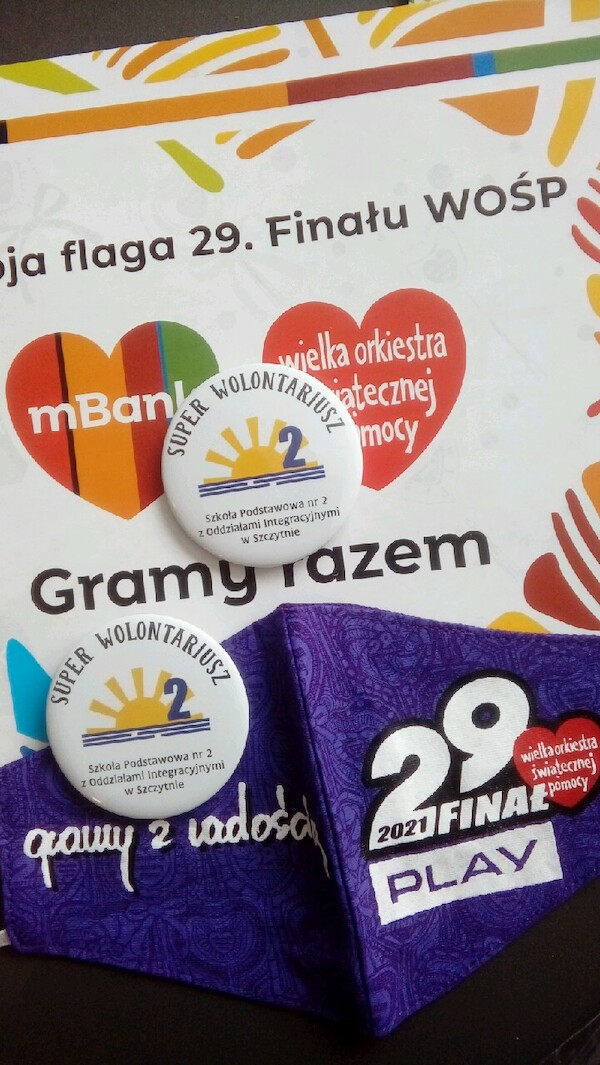 oja flaga 29. Finału WOŚP
mBank
wielka orkiestra
świątecznej
pomocy
SUPER WOLONTARIUSZ
2
Szkoła Podstawowa nr 2
z Oddziałami Integracyjnymi
w Szczytnie
Gramy razem
SUPER WOLONTARIUSZ
2
Szkoła Podstawowa nr 2
z Oddziałami Integracyjnymi
w Szczytnie
gramy z radością
29
2021 FINAŁ
wielka orkiestra
świątecznej
pomocy
PLAY